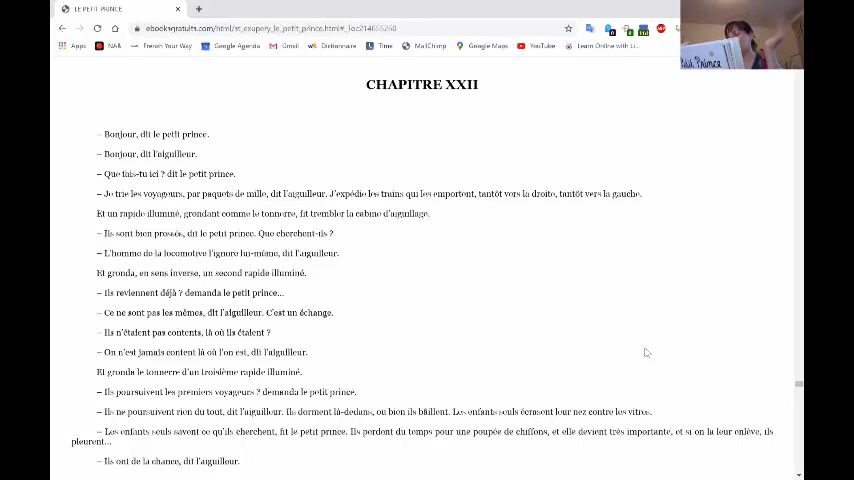 LE PETIT PRINCE
ebooksgratuits.com/html/st_exupery_le_petit_prince.html#_Toc214655260
Apps NAB French Your Way Google Agenda Gmail Dictionnaire Time MailChimp Google Maps YouTube Learn Online with Li...
Petit Prince
CHAPITRE XXII
– Bonjour, dit le petit prince.
– Bonjour, dit l'aiguilleur.
– Que fais-tu ici ? dit le petit prince.
– Je trie les voyageurs, par paquets de mille, dit l'aiguilleur. J'expédie les trains qui les emportent, tantôt vers la droite, tantôt vers la gauche.
Et un rapide illuminé, grondant comme le tonnerre, fit trembler la cabine d'aiguillage.
– Ils sont bien pressés, dit le petit prince. Que cherchent-ils ?
– L'homme de la locomotive l'ignore lui-même, dit l'aiguilleur.
Et gronda, en sens inverse, un second rapide illuminé.
– Ils reviennent déjà ? demanda le petit prince...
– Ce ne sont pas les mêmes, dit l'aiguilleur. C'est un échange.
– Ils n'étaient pas contents, là où ils étaient ?
– On n'est jamais content là où l'on est, dit l'aiguilleur.
Et gronda le tonnerre d'un troisième rapide illuminé.
– Ils poursuivent les premiers voyageurs ? demanda le petit prince.
– Ils ne poursuivent rien du tout, dit l'aiguilleur. Ils dorment là-dedans, ou bien ils bâillent. Les enfants seuls écrasent leur nez contre les vitres.
– Les enfants seuls savent ce qu'ils cherchent, fit le petit prince. Ils perdent du temps pour une poupée de chiffons, et elle devient très importante, et si on la leur enlève, ils
pleurent...
– Ils ont de la chance, dit l'aiguilleur.